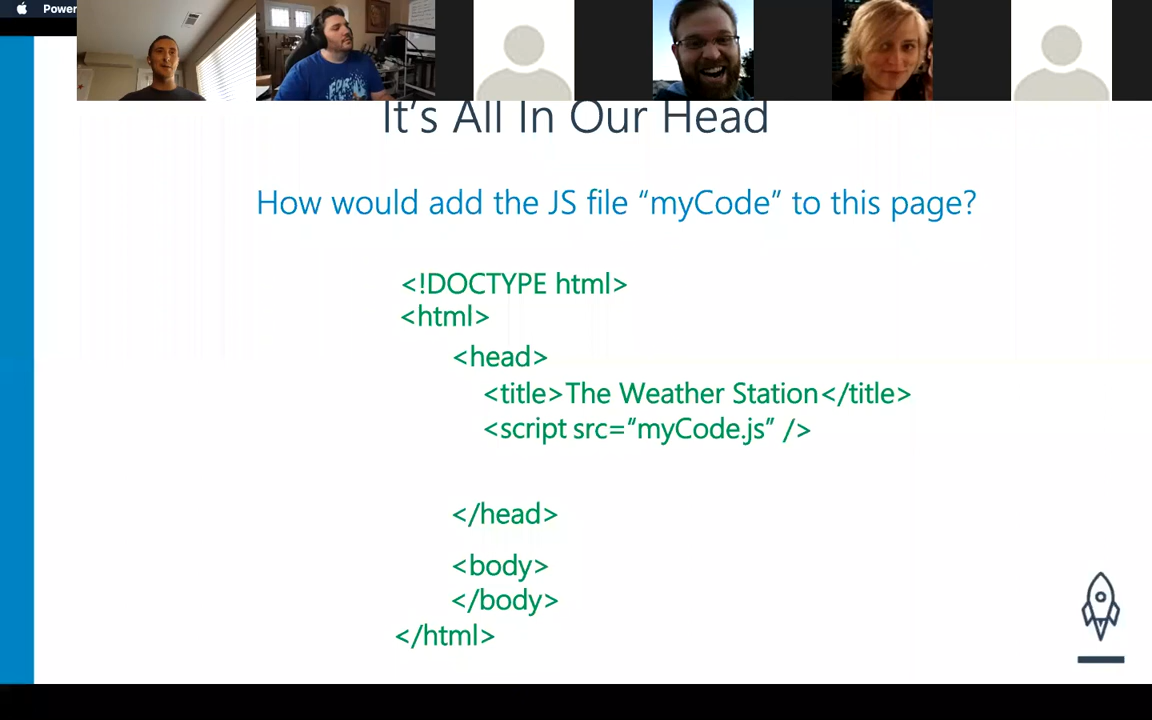 Power
It's All In Our Head
How would add the JS file “myCode” to this page?
<!DOCTYPE html>
<html>
<head>
<title>The Weather Station</title>
<script src=“myCode.js” />
</head>
<body>
</body>
</html>